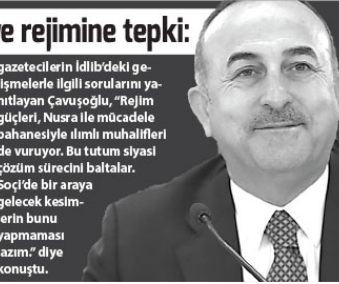 e rejimine tepki:
gazetecilerin İdlib'deki ge-
işmelerle ilgili sorularını ya-
nıtlayan Çavuşoğlu, "Rejim
güçleri, Nusra ile mücadele
bahanesiyle ılımlı muhalifleri
de vuruyor. Bu tutum siyasi
çözüm sürecini baltalar.
Soçi'de bir araya
gelecek kesim-
lerin bunu
yapmaması
lazım." diye
konuştu.